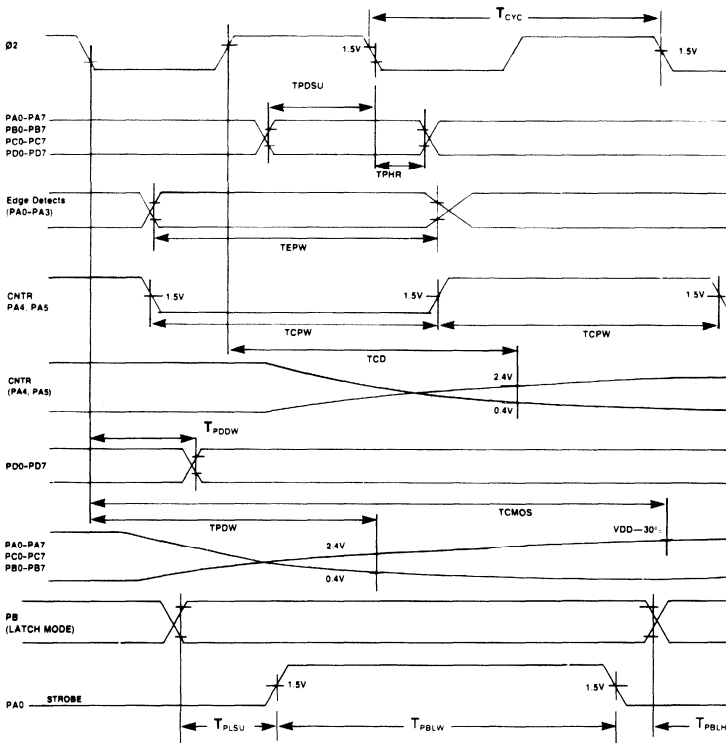 T_CYC
Ø2
1.5V
1.5V
TPDSU
PA0-PA7
PB0-PB7
PC0-PC7
PD0-PD7
TPHR
Edge Detects
(PA0-PA3)
TEPW
CNTR
PA4, PA5
1.5V
1.5V
1.5V
TCPW
TCPW
TCD
CNTR
(PA4, PA5)
2.4V
0.4V
T_PDDW
PD0-PD7
TCMOS
TPDW
VDD—30%
PA0-PA7
PC0-PC7
PB0-PB7
2.4V
0.4V
PB
(LATCH MODE)
PA0 STROBE
1.5V
1.5V
T_PLSU
T_PBLW
T_PBLH